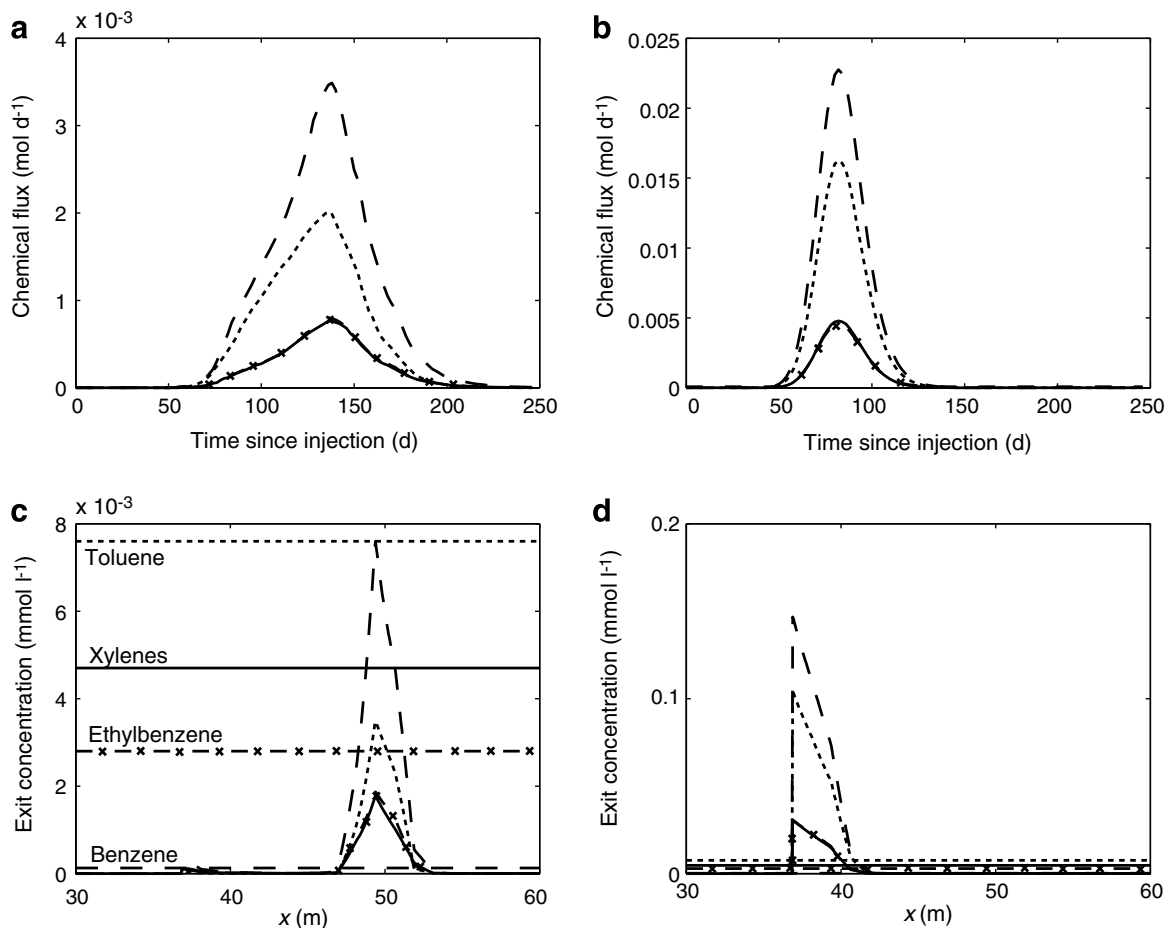 a
x 10-3
4
3
2
1
0
Chemical flux (mol d-1)
0 50 100 150 200 250
Time since injection (d)
b
0.025
0.02
0.015
0.01
0.005
0
Chemical flux (mol d-1)
0 50 100 150 200 250
Time since injection (d)
c
x 10-3
8
6
4
2
0
Exit concentration (mmol l-1)
Toluene
Xylenes
Ethylbenzene
Benzene
30 40 50 60
x (m)
d
0.2
0.1
0
Exit concentration (mmol l-1)
30 40 50 60
x (m)